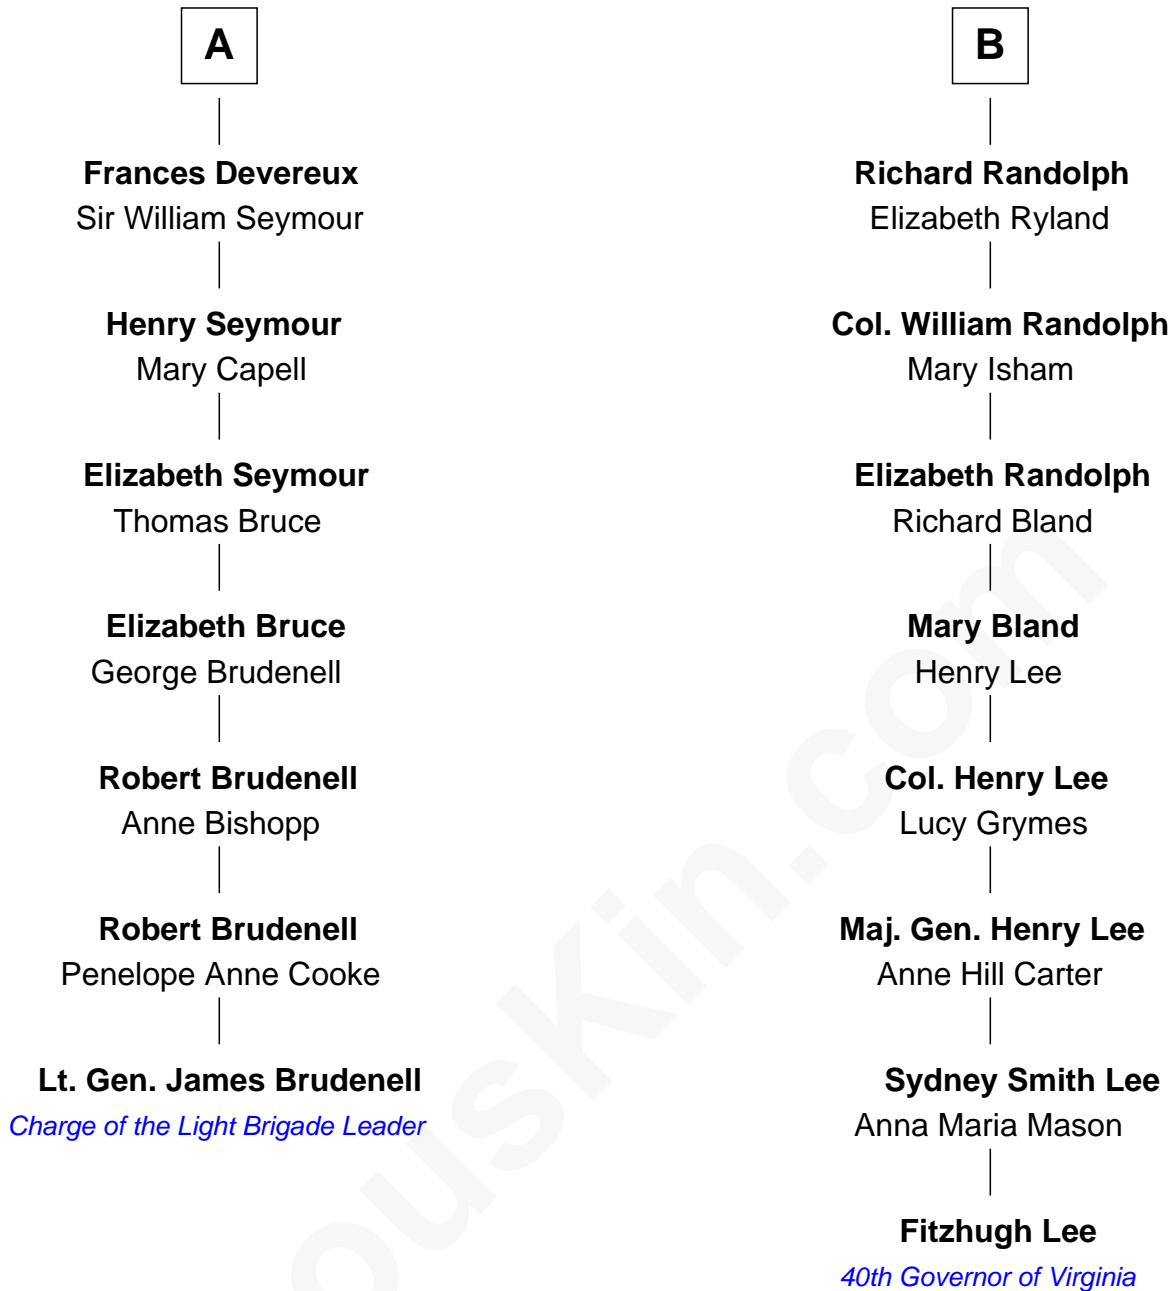 A
Frances Devereux
Sir William Seymour
Henry Seymour
Mary Capell
Elizabeth Seymour
Thomas Bruce
Elizabeth Bruce
George Brudenell
Robert Brudenell
Anne Bishopp
Robert Brudenell
Penelope Anne Cooke
Lt. Gen. James Brudenell
Charge of the Light Brigade Leader
B
Richard Randolph
Elizabeth Ryland
Col. William Randolph
Mary Isham
Elizabeth Randolph
Richard Bland
Mary Bland
Henry Lee
Col. Henry Lee
Lucy Grymes
Maj. Gen. Henry Lee
Anne Hill Carter
Sydney Smith Lee
Anna Maria Mason
Fitzhugh Lee
40th Governor of Virginia
ousKin.com